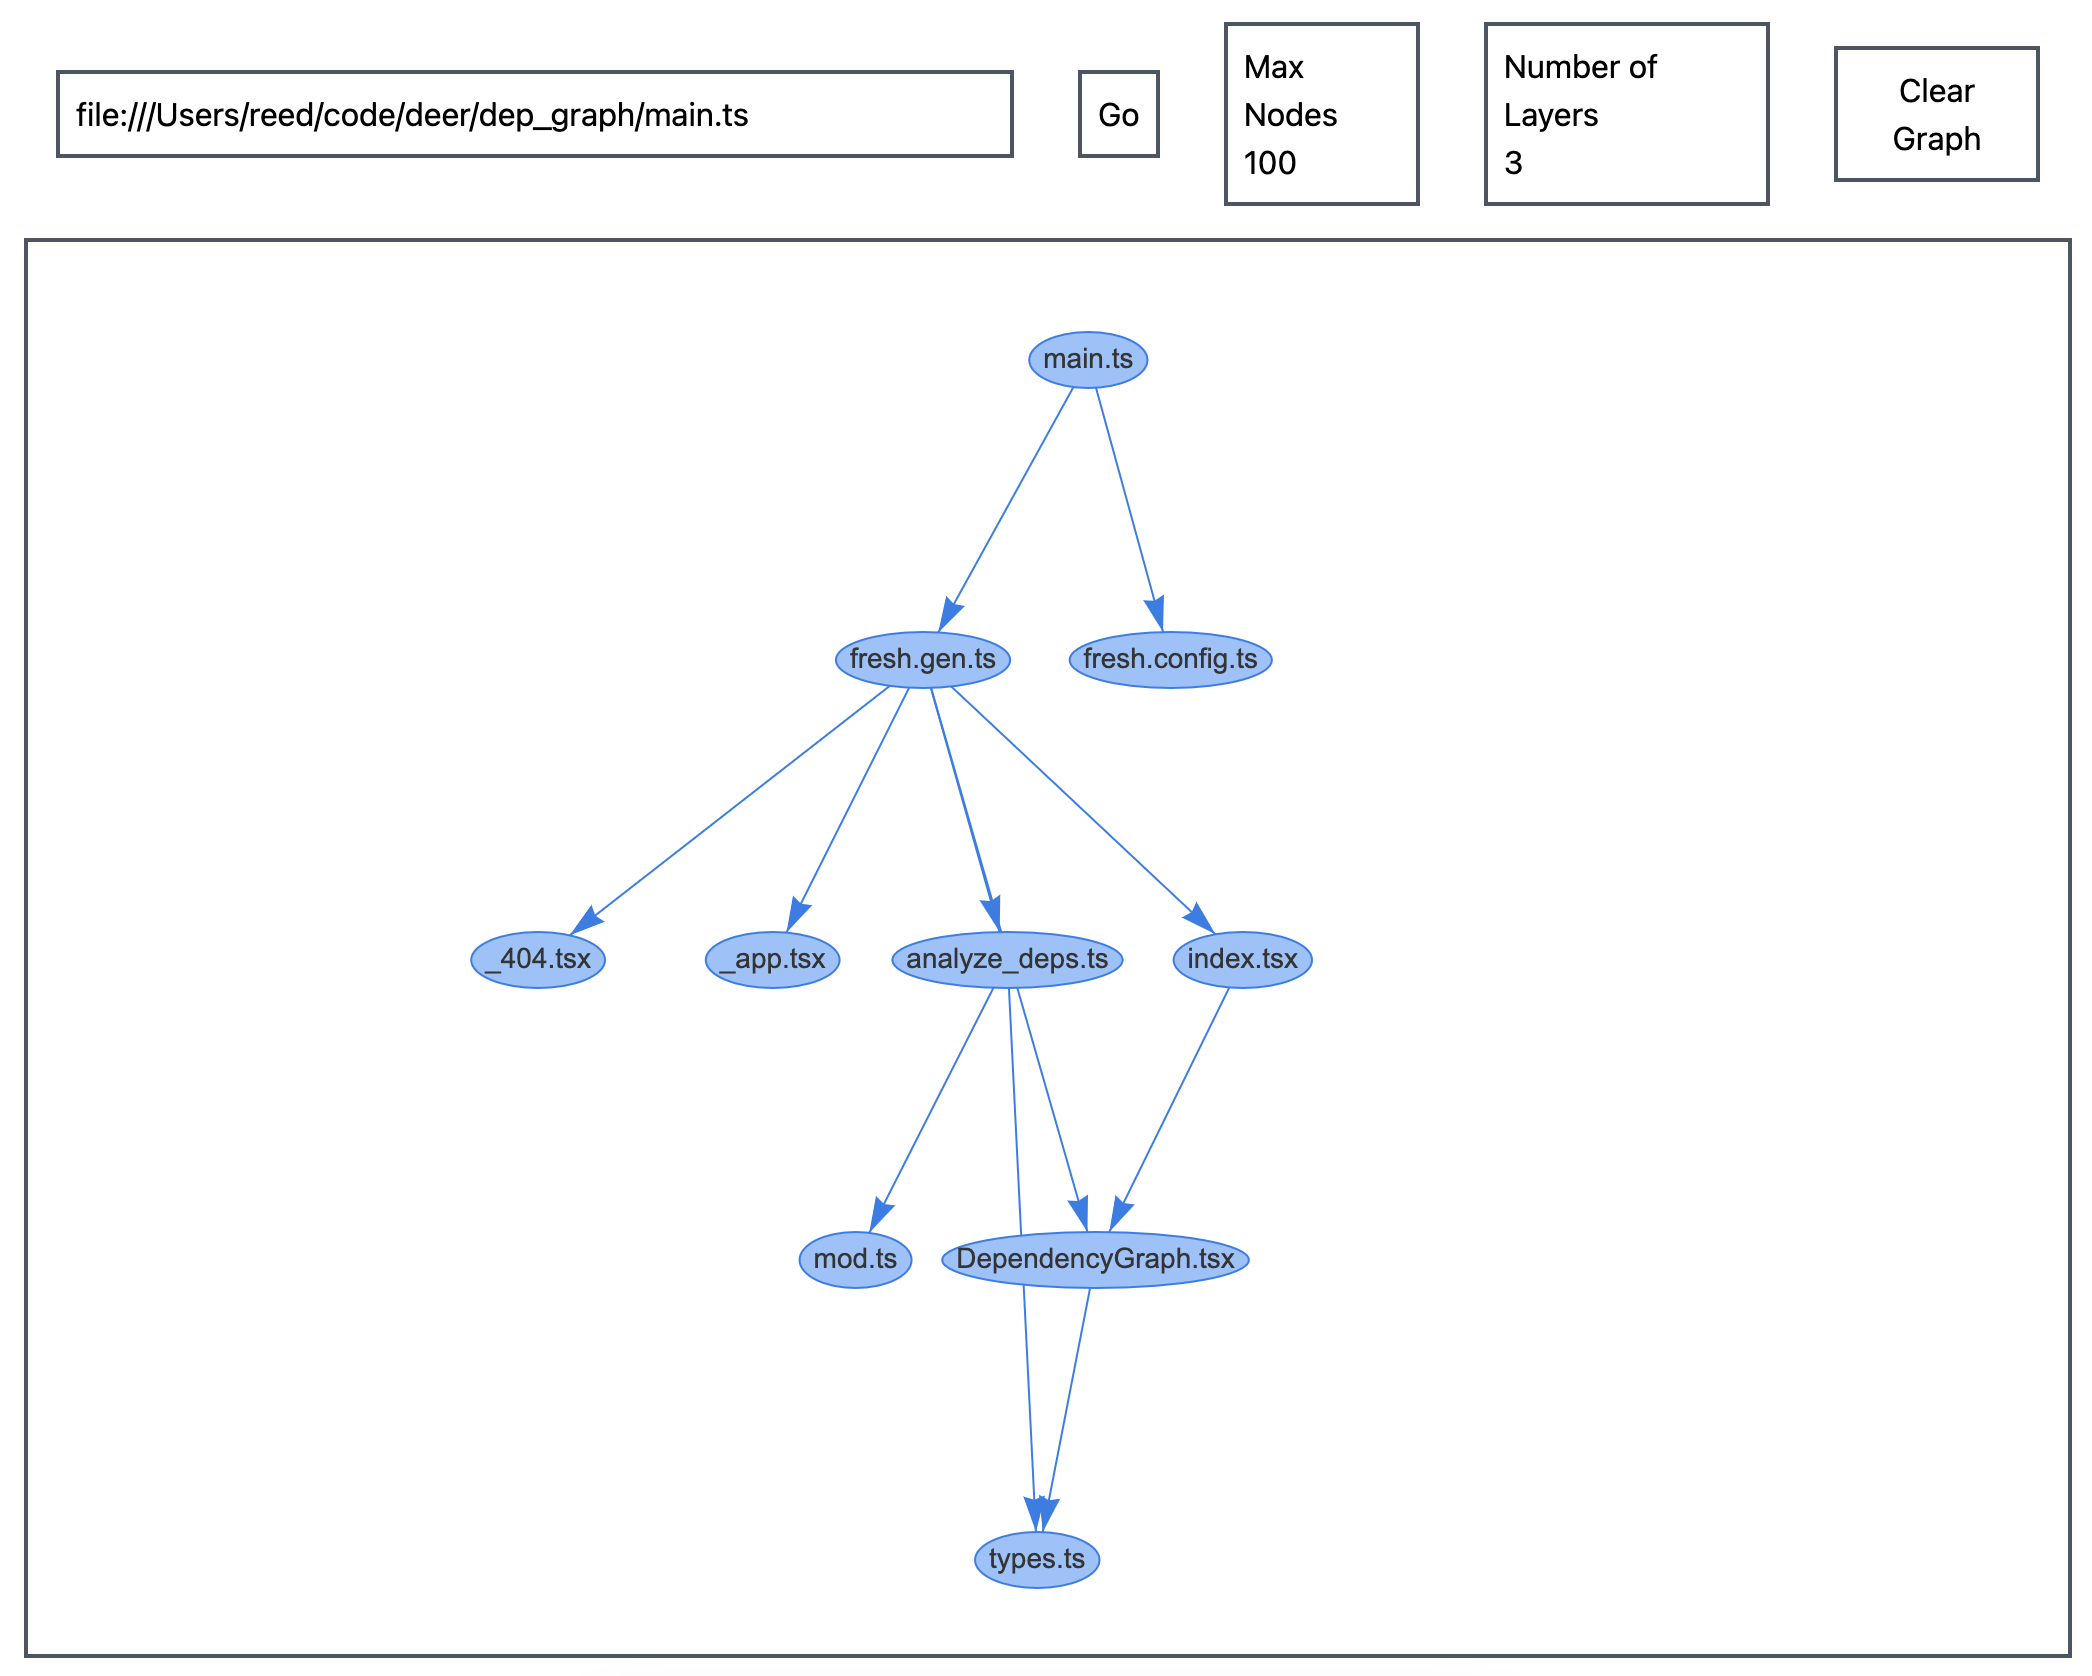 file:///Users/reed/code/deer/dep_graph/main.ts
Go
Max
Nodes
100
Number of
Layers
3
Clear
Graph
main.ts
fresh.gen.ts
fresh.config.ts
_404.tsx
_app.tsx
analyze_deps.ts
index.tsx
mod.ts
DependencyGraph.tsx
types.ts